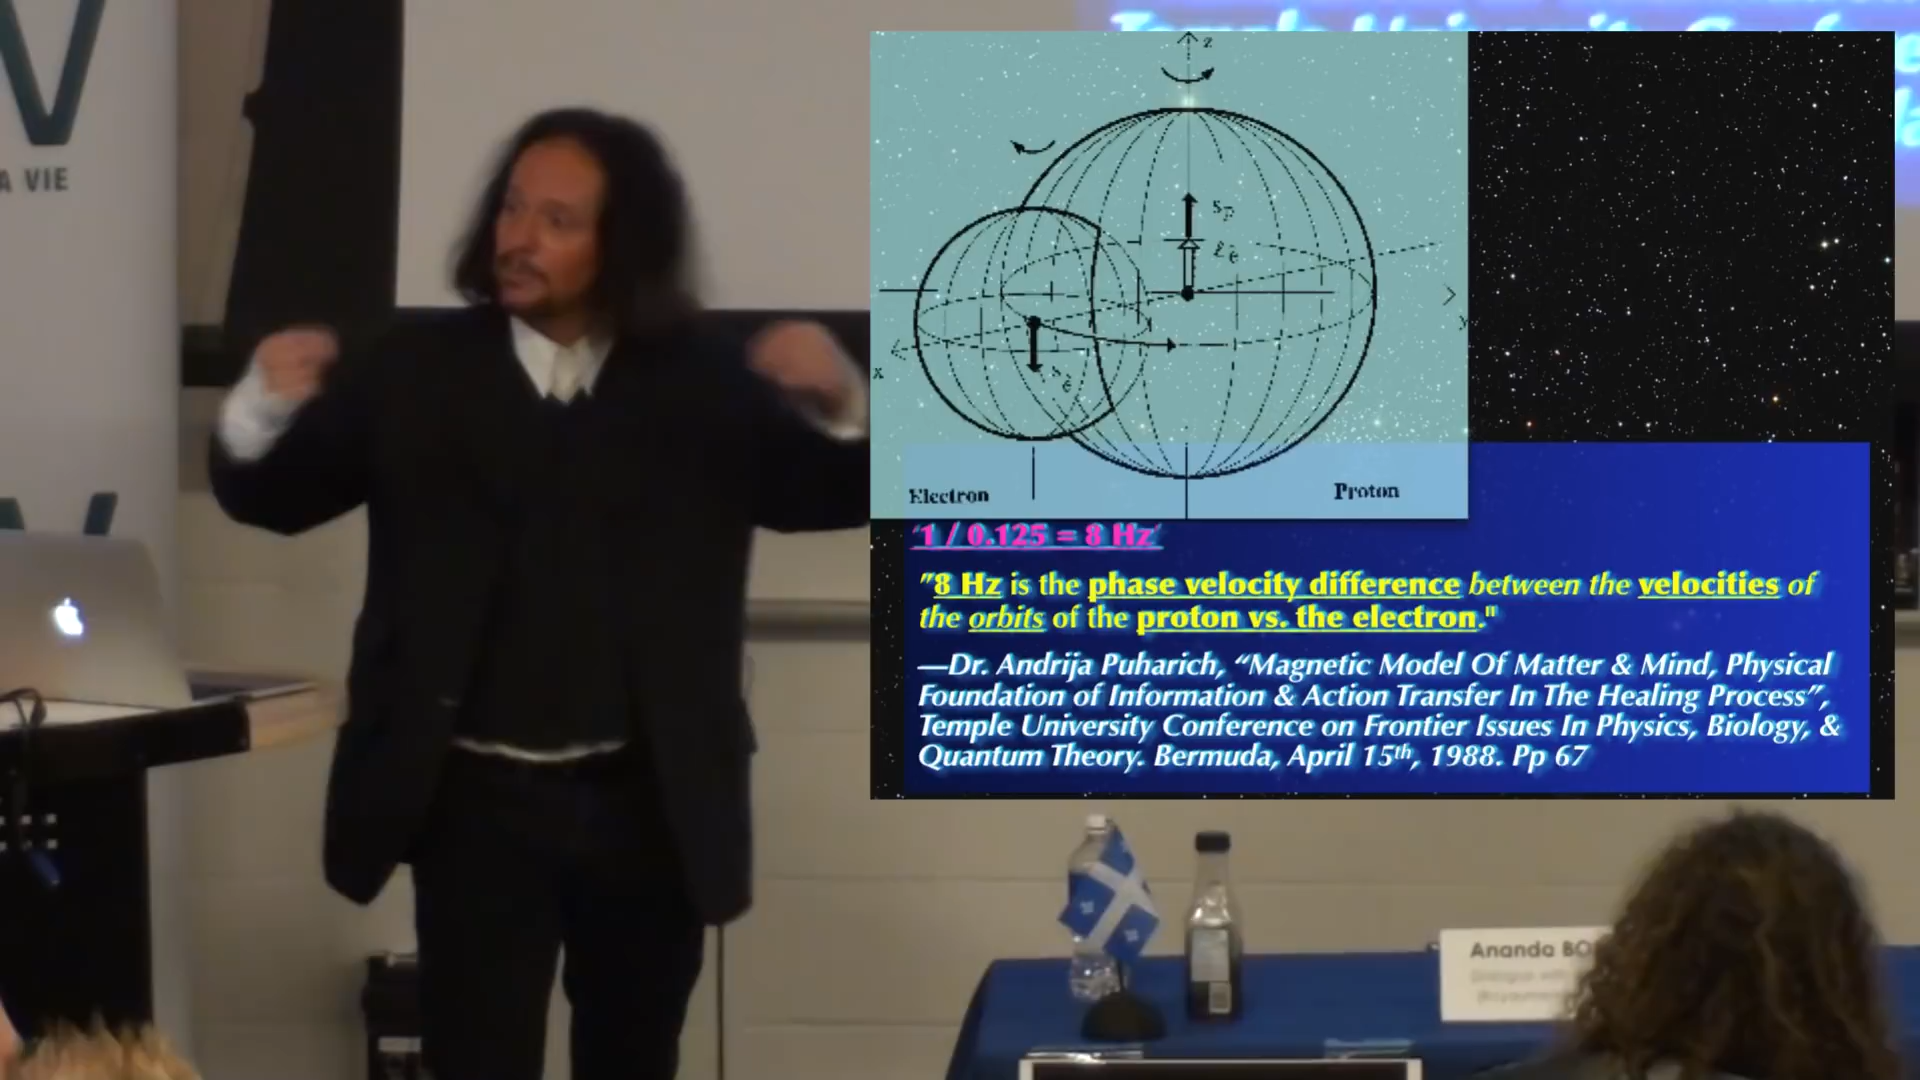 A VIE
z
Sp
y
x
Electron
Proton
'1 / 0.125 = 8 Hz'
"8 Hz is the phase velocity difference between the velocities of
the orbits of the proton vs. the electron."
—Dr. Andrija Puharich, “Magnetic Model Of Matter & Mind, Physical
Foundation of Information & Action Transfer In The Healing Process”,
Temple University Conference on Frontier Issues In Physics, Biology, &
Quantum Theory. Bermuda, April 15th, 1988. Pp 67
Ananda BO